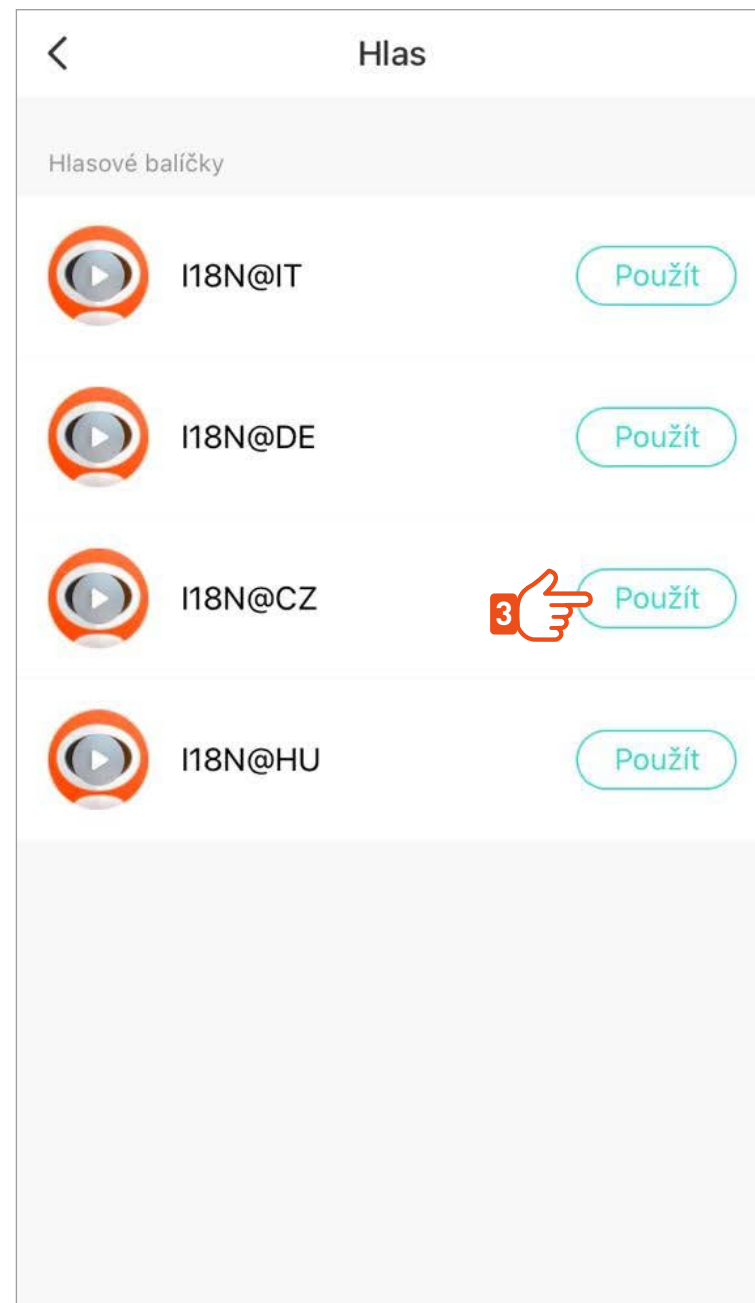 Hlas
Hlasové balíčky
I18N@IT
Použít
I18N@DE
Použít
I18N@CZ
3
Použít
I18N@HU
Použít